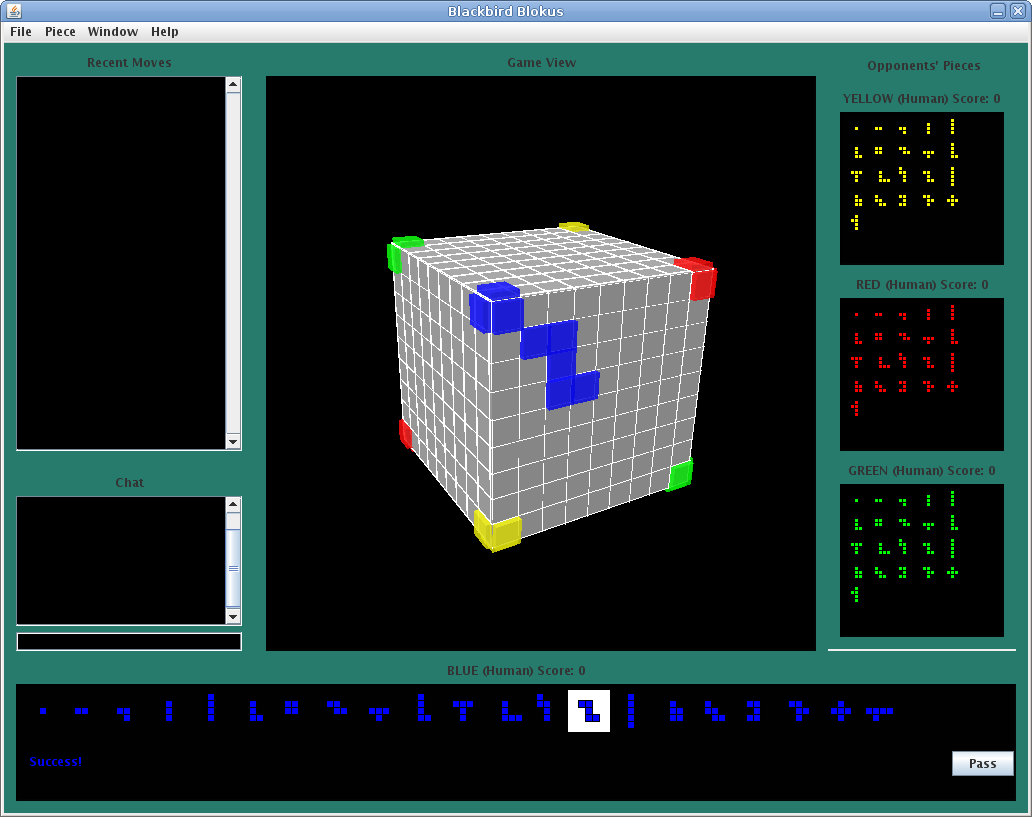 Blackbird Blokus
File Piece Window Help
Recent Moves
Game View
Opponents' Pieces
YELLOW (Human) Score: 0
RED (Human) Score: 0
Chat
GREEN (Human) Score: 0
BLUE (Human) Score: 0
Success!
Pass